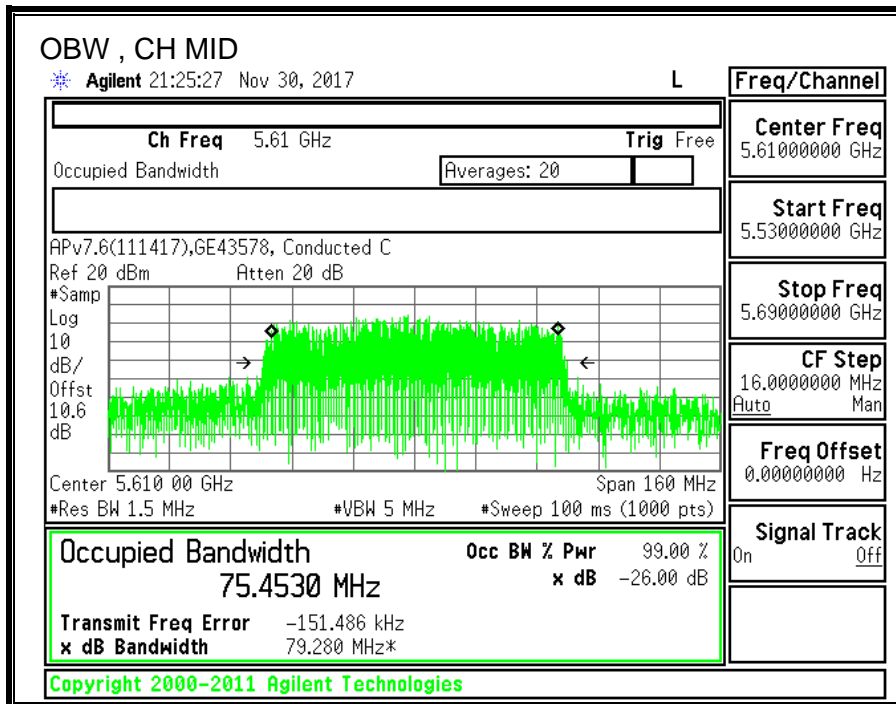 OBW , CH MID
Agilent 21:25:27 Nov 30, 2017 L
Ch Freq 5.61 GHz Trig Free
Occupied Bandwidth Averages: 20
APv7.6(111417),GE43578, Conducted C
Ref 20 dBm Atten 20 dB
#Samp
Log
10
dB/
Offst
10.6
dB
Center 5.610 00 GHz Span 160 MHz
#Res BW 1.5 MHz #VBW 5 MHz #Sweep 100 ms (1000 pts)
Occupied Bandwidth Occ BW % Pwr 99.00 %
75.4530 MHz x dB -26.00 dB
Transmit Freq Error -151.486 kHz
x dB Bandwidth 79.280 MHz*
Copyright 2000-2011 Agilent Technologies
Freq/Channel
Center Freq
5.61000000 GHz
Start Freq
5.53000000 GHz
Stop Freq
5.69000000 GHz
CF Step
16.0000000 MHz
Auto Man
Freq Offset
0.00000000 Hz
Signal Track
On Off